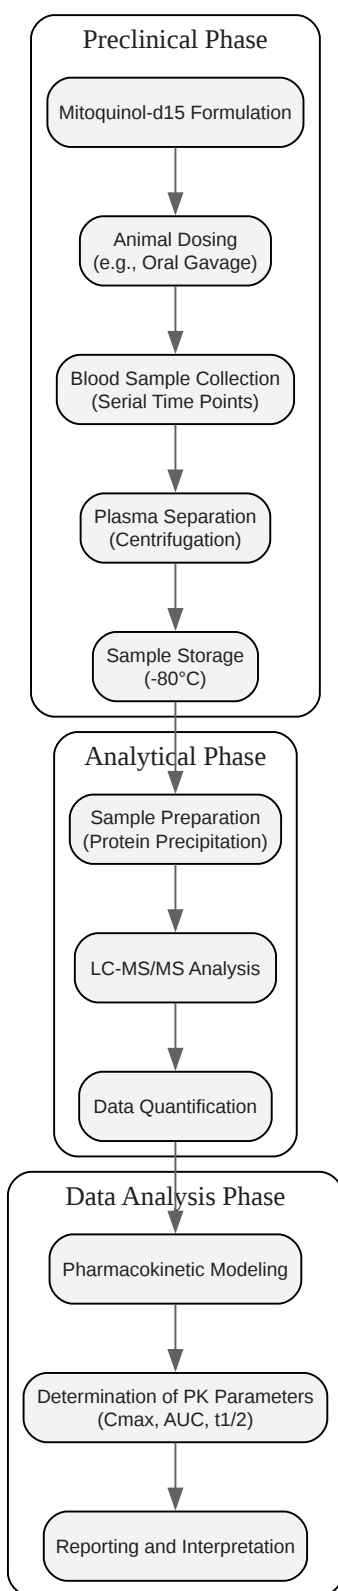 Preclinical Phase
Mitoquinol-d15 Formulation
Animal Dosing
(e.g., Oral Gavage)
Blood Sample Collection
(Serial Time Points)
Plasma Separation
(Centrifugation)
Sample Storage
(-80°C)
Analytical Phase
Sample Preparation
(Protein Precipitation)
LC-MS/MS Analysis
Data Quantification
Data Analysis Phase
Pharmacokinetic Modeling
Determination of PK Parameters
(Cmax, AUC, t1/2)
Reporting and Interpretation